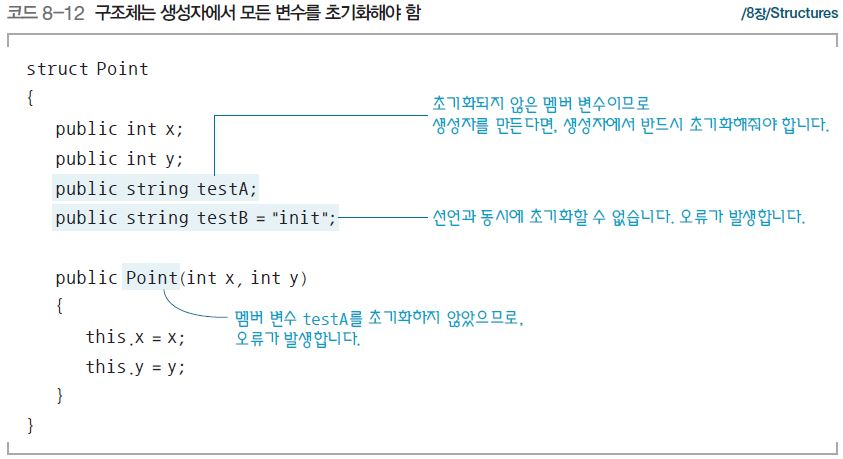 코드 8-12 구조체는 생성자에서 모든 변수를 초기화해야 함
/8장/Structures
struct Point
{
public int x;
public int y;
public string testA;
public string testB = "init";
초기화되지 않은 멤버 변수이므로
생성자를 만든다면, 생성자에서 반드시 초기화해줘야 합니다.
선언과 동시에 초기화할 수 없습니다. 오류가 발생합니다.
public Point(int x, int y)
{
멤버 변수 testA를 초기화하지 않았으므로,
오류가 발생합니다.
this.x = x;
this.y = y;
}
}